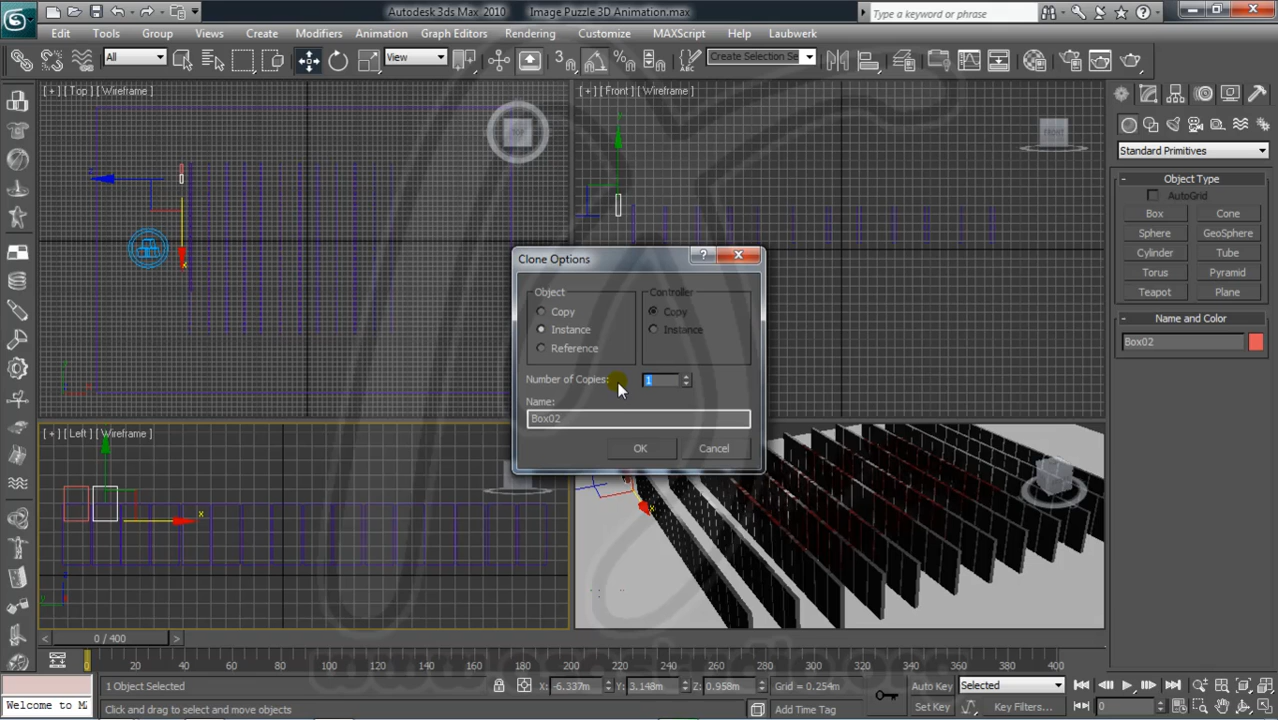 Autodesk 3ds Max 2010 Image Puzzle 3D Animation.max
Type a keyword or phrase
Edit Tools Group Views Create Modifiers Animation Graph Editors Rendering Customize MAXScript Help Laubwerk
All View Create Selection Se
[ + ] [ Top ] [ Wireframe ]
[ + ] [ Front ] [ Wireframe ]
TOP
FRONT
Standard Primitives
- Object Type
AutoGrid
Box Cone
Sphere GeoSphere
Cylinder Tube
Torus Pyramid
Teapot Plane
- Name and Color
Box02
Clone Options
Object
Copy
Instance
Reference
Controller
Copy
Instance
Number of Copies: 1
Name:
Box02
OK Cancel
[ + ] [ Left ] [ Wireframe ]
0 / 400
0 20 40 60 80 100 120 140 160 180 200 220 240 260 280 300 320 340 360 380 400
1 Object Selected X: -6.337m Y: 3.148m Z: 0.958m Grid = 0.254m Auto Key Selected
Welcome to M Click and drag to select and move objects Add Time Tag Set Key Key Filters... 0